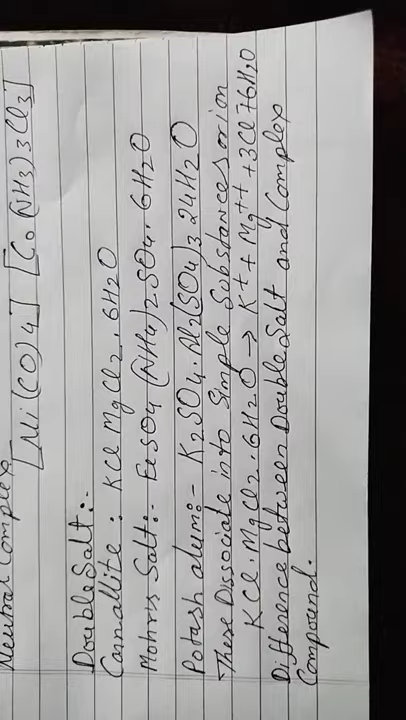 Neutral Complex
[Ni(CO)4] [Co(NH3)3Cl3]
Double Salt:-
Carnallite : KCl MgCl2. 6H2O
Mohr's Salt:- FeSO4 (NH4)2SO4. 6H2O
Potash alum:- K2SO4. Al2(SO4)3 24H2O
These Dissociate into Simple Substances or ion
KCl. MgCl2. 6H2O → K+ + Mg++ + 3Cl- + 6H2O
Difference between Double Salt and Complex
Compound.